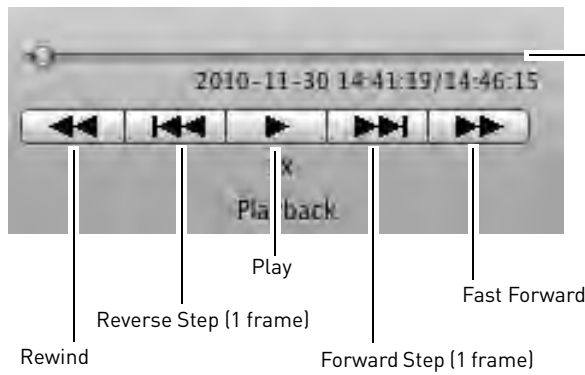 2010-11-30 14:41:19/14:46:15
Playback
Play
Fast Forward
Reverse Step (1 frame)
Rewind
Forward Step (1 frame)